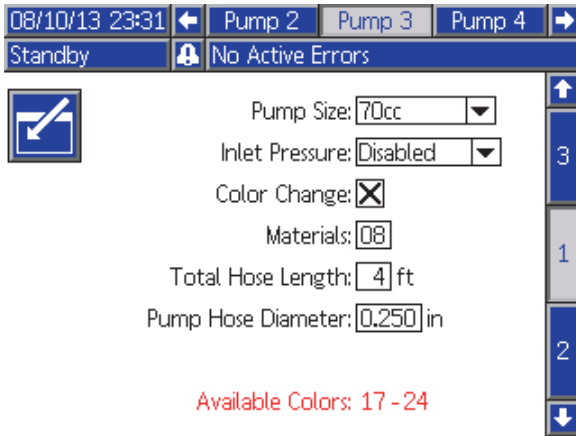 08/10/13 23:31 Pump 2 Pump 3 Pump 4
Standby No Active Errors
Pump Size: 70cc
Inlet Pressure: Disabled
Color Change:
Materials: 08
Total Hose Length: 4 ft
Pump Hose Diameter: 0.250 in
Available Colors: 17 - 24
3
1
2